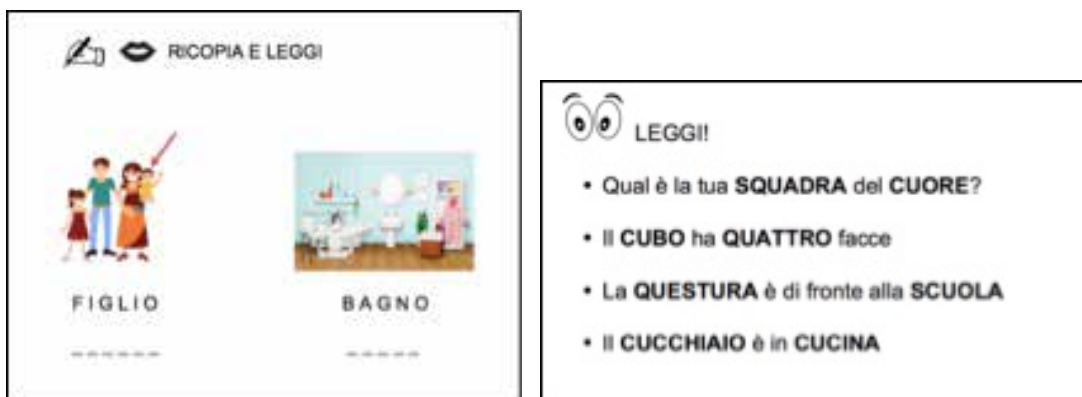 RICOPIA E LEGGI
FIGLIO
BAGNO
LEGGI!
• Qual è la tua SQUADRA del CUORE?
• Il CUBO ha QUATTRO facce
• La QUESTURA è di fronte alla SCUOLA
• Il CUCCHIAIO è in CUCINA